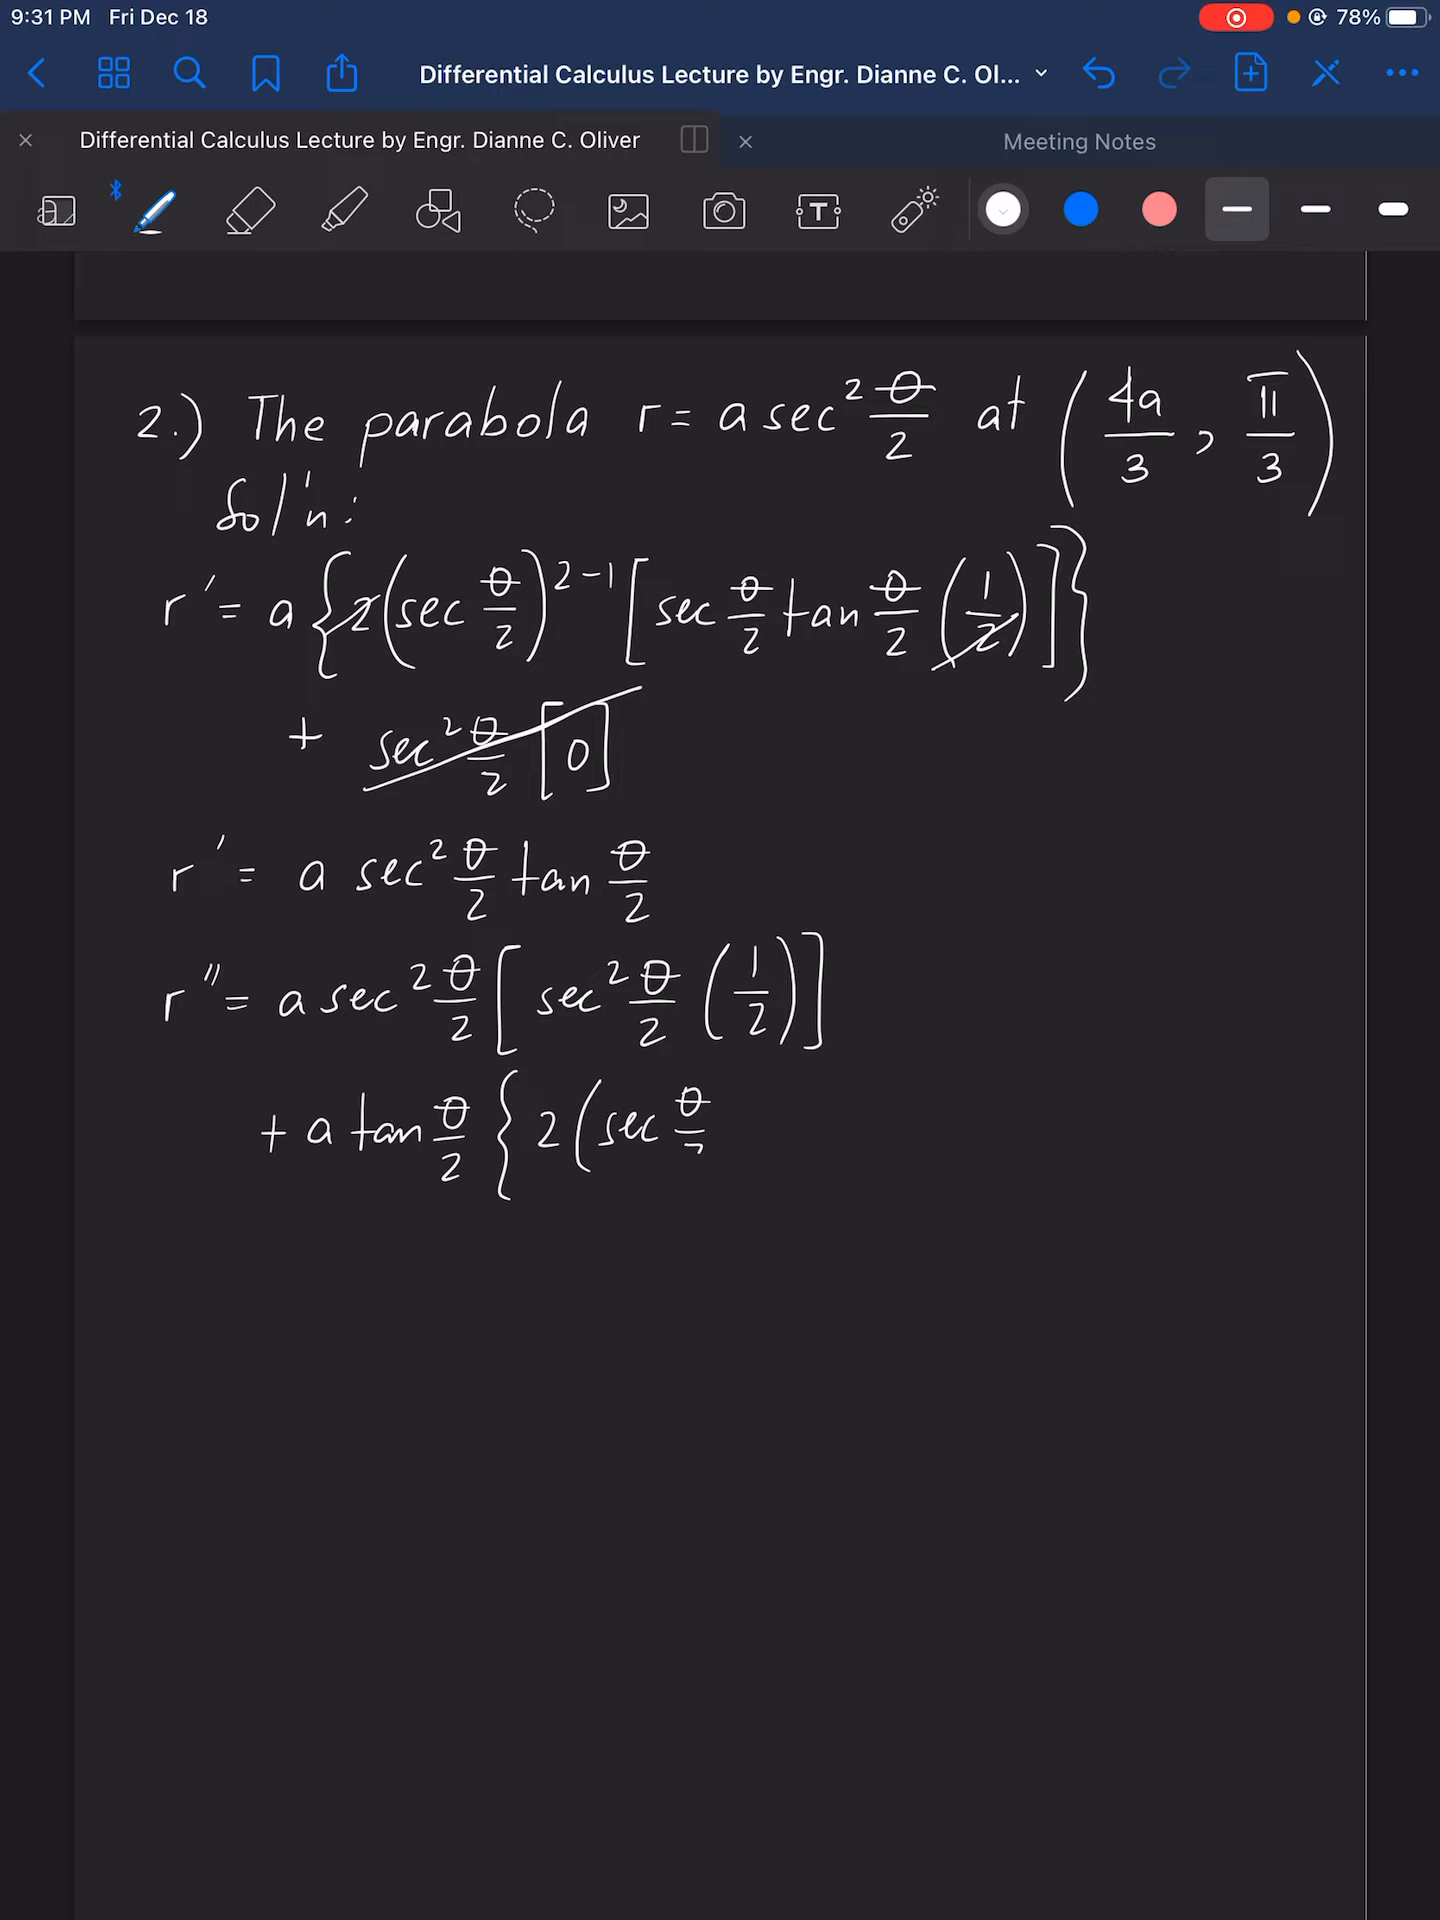 9:31 PM Fri Dec 18 78%
Differential Calculus Lecture by Engr. Dianne C. Ol...
Differential Calculus Lecture by Engr. Dianne C. Oliver
Meeting Notes
2.) The parabola r = a sec² θ/2 at (4a/3, π/3)
Sol'n:
r' = a{2(sec θ/2)²⁻¹[sec θ/2 tan θ/2 (1/2)]}
+ sec² θ/2 [0]
r' = a sec² θ/2 tan θ/2
r" = a sec² θ/2 [sec² θ/2 (1/2)]
+ a tan θ/2 {2(sec θ/